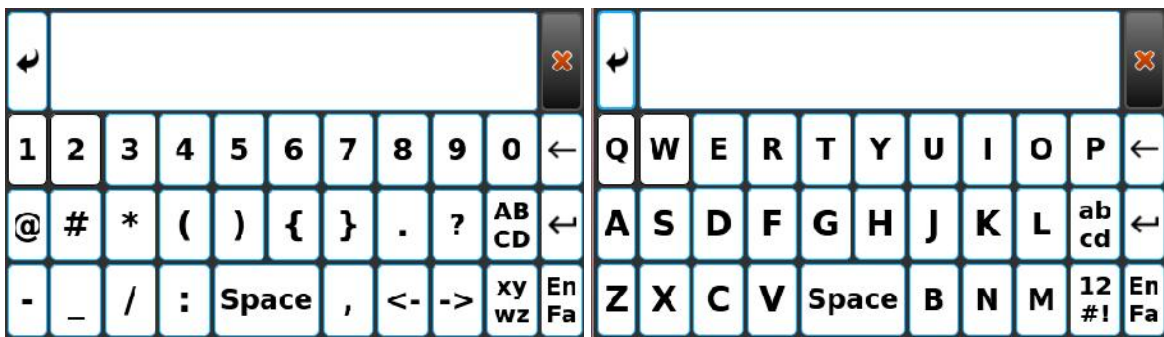 1 2 3 4 5 6 7 8 9 0 ←
@ # * ( ) { } . ? AB CD ↵
- _ / : Space , <- -> xy wz En Fa
Q W E R T Y U I O P ←
A S D F G H J K L ab cd ↵
Z X C V Space B N M 12 #! En Fa